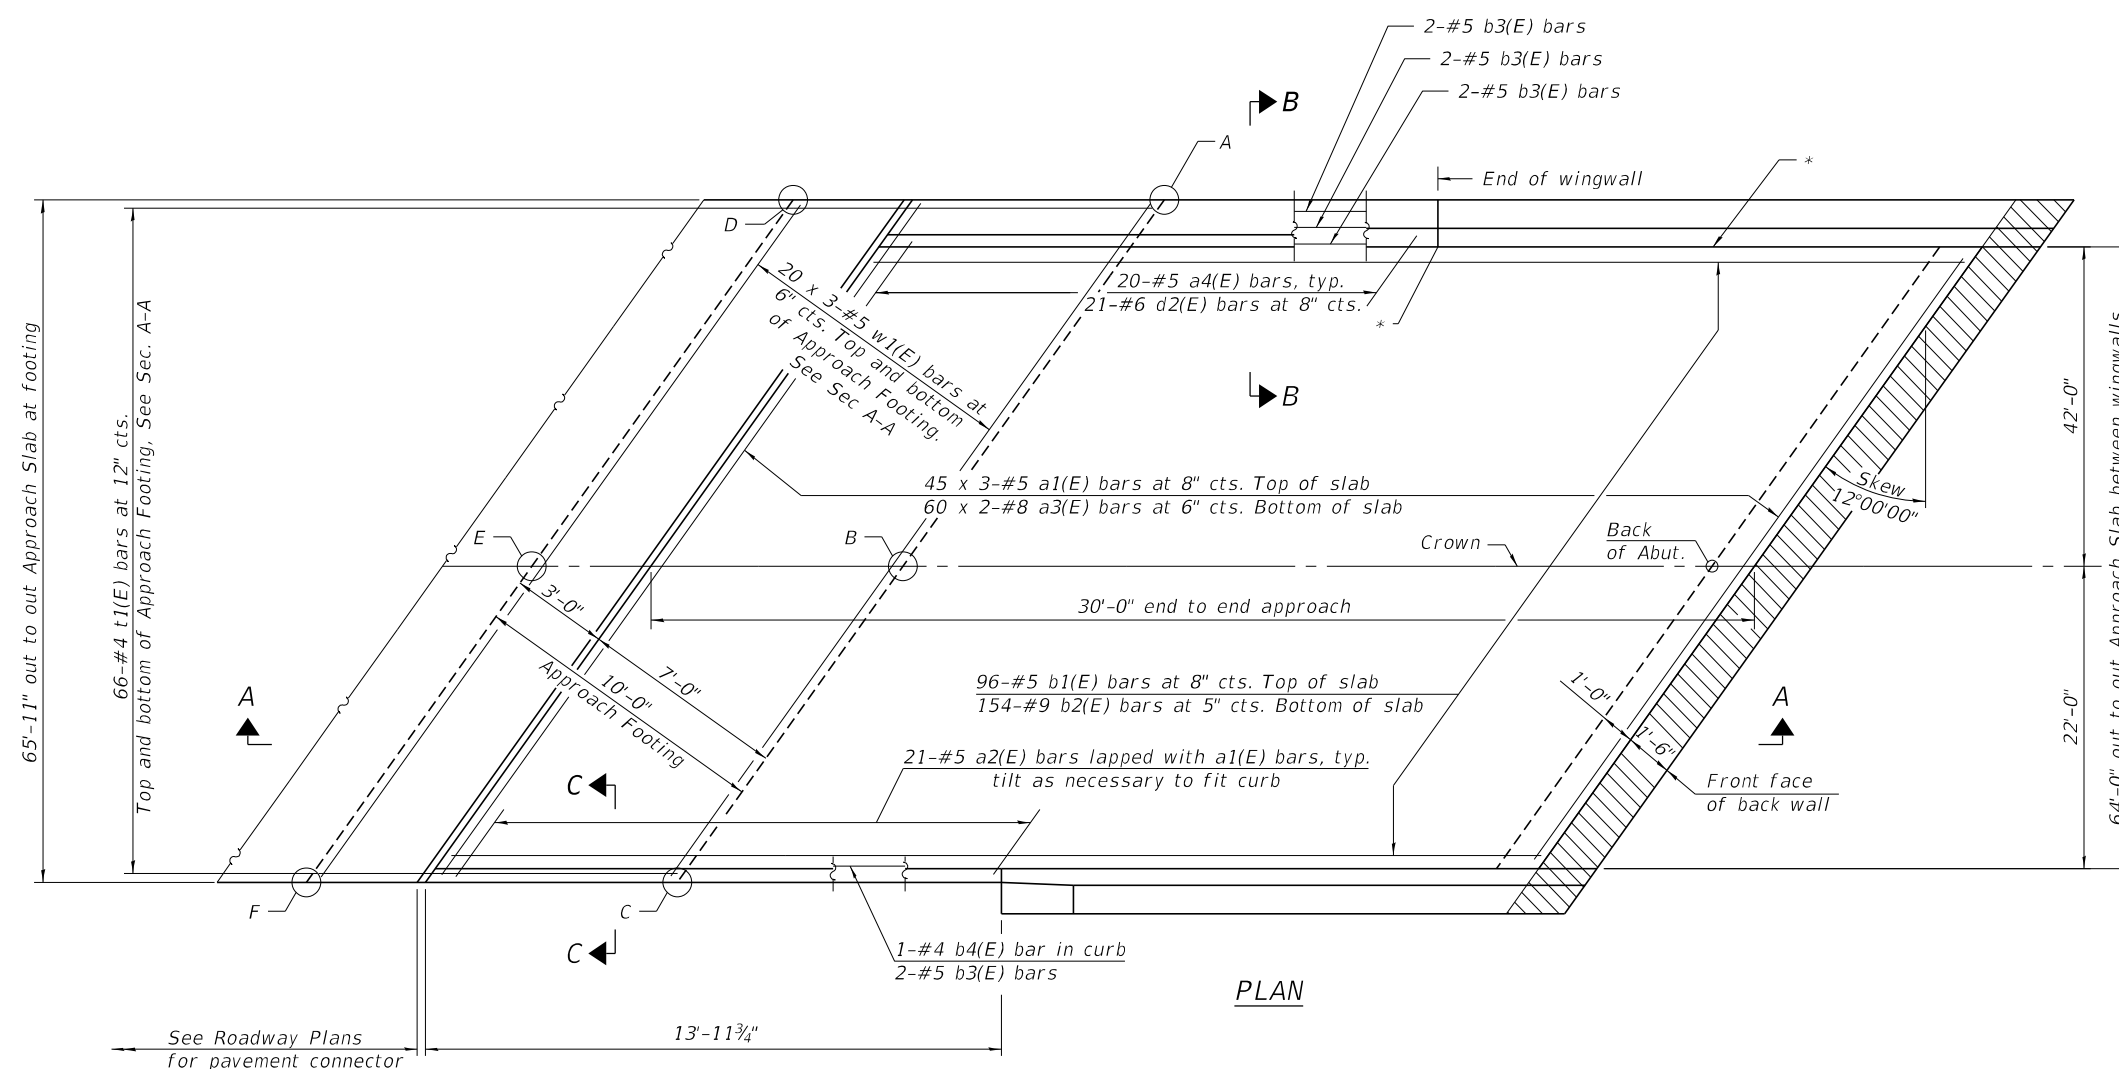 2-#5 b3(E) bars
2-#5 b3(E) bars
2-#5 b3(E) bars
B
A
*
End of wingwall
D
20-#5 a4(E) bars, typ.
21-#6 d2(E) bars at 8" cts.
*
20 x 3-#5 w1(E) bars at
6" cts. Top and bottom
of Approach Footing.
See Sec A-A
65'-11" out to out Approach Slab at footing
66-#4 t1(E) bars at 12" cts.
Top and bottom of Approach Footing, See Sec. A-A
B
42'-0"
64'-0" out to out Approach Slab between wingwalls
45 x 3-#5 a1(E) bars at 8" cts. Top of slab
60 x 2-#8 a3(E) bars at 6" cts. Bottom of slab
Skew
12°00'00"
E
B
Crown
Back
of Abut.
3'-0"
30'-0" end to end approach
7'-0"
10'-0"
Approach Footing
96-#5 b1(E) bars at 8" cts. Top of slab
154-#9 b2(E) bars at 5" cts. Bottom of slab
1'-0"
1'-6"
A
A
22'-0"
21-#5 a2(E) bars lapped with a1(E) bars, typ.
tilt as necessary to fit curb
C
Front face
of back wall
F
C
C
1-#4 b4(E) bar in curb
2-#5 b3(E) bars
PLAN
13'-11¾"
See Roadway Plans
for pavement connector